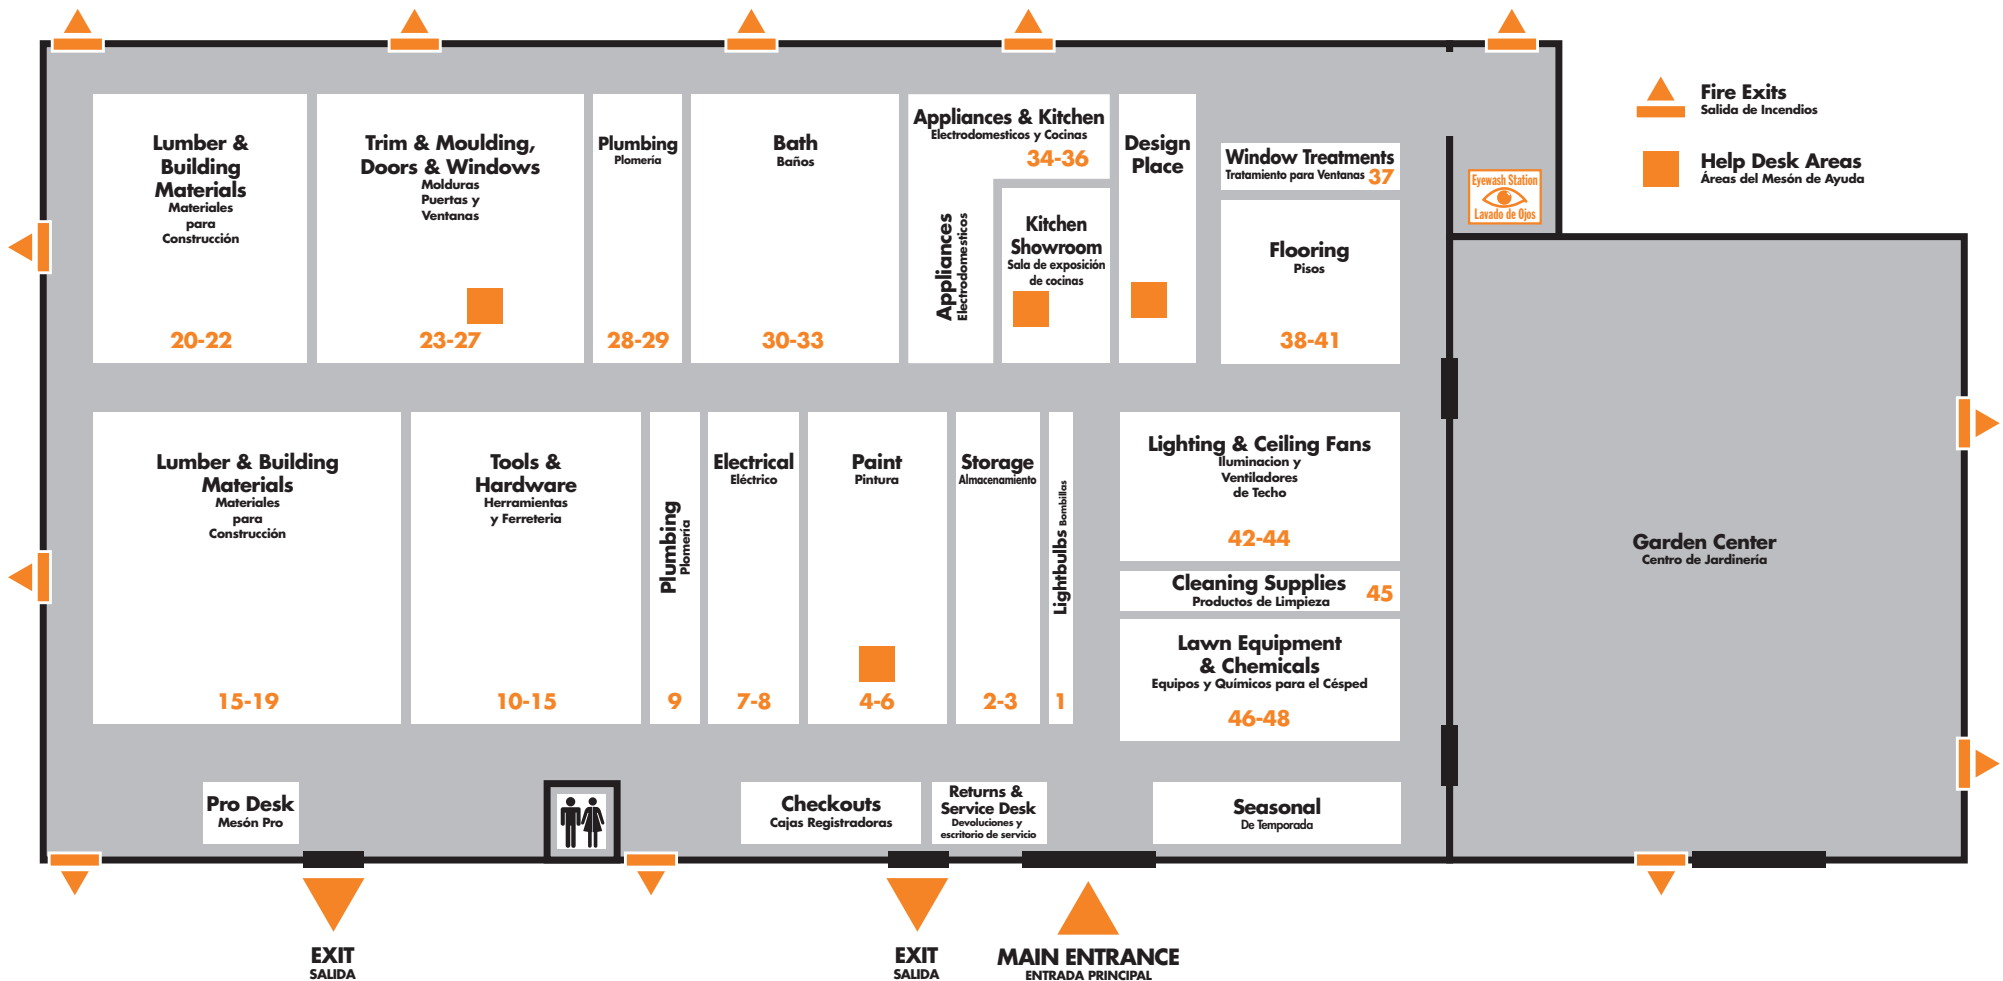 Fire Exits
Salida de Incendios
Help Desk Areas
Áreas del Mesón de Ayuda
Lumber &
Building
Materials
Materiales
para
Construcción
20-22
Trim & Moulding,
Doors & Windows
Molduras
Puertas y
Ventanas
23-27
Plumbing
Plomería
28-29
Bath
Baños
30-33
Appliances & Kitchen
Electrodomesticos y Cocinas
34-36
Appliances
Electrodomesticos
Kitchen
Showroom
Sala de exposición
de cocinas
Design
Place
Window Treatments
Tratamiento para Ventanas 37
Flooring
Pisos
38-41
Eyewash Station
Lavado de Ojos
Lumber & Building
Materials
Materiales
para
Construcción
15-19
Tools &
Hardware
Herramientas
y Ferreteria
10-15
Plumbing
Plomería
9
Electrical
Eléctrico
7-8
Paint
Pintura
4-6
Storage
Almacenamiento
2-3
Lightbulbs Bombillas
1
Lighting & Ceiling Fans
Iluminacion y
Ventiladores
de Techo
42-44
Cleaning Supplies
Productos de Limpieza
45
Lawn Equipment
& Chemicals
Equipos y Químicos para el Césped
46-48
Garden Center
Centro de Jardinería
Pro Desk
Mesón Pro
Checkouts
Cajas Registradoras
Returns &
Service Desk
Devoluciones y
escritorio de servicio
Seasonal
De Temporada
EXIT
SALIDA
EXIT
SALIDA
MAIN ENTRANCE
ENTRADA PRINCIPAL